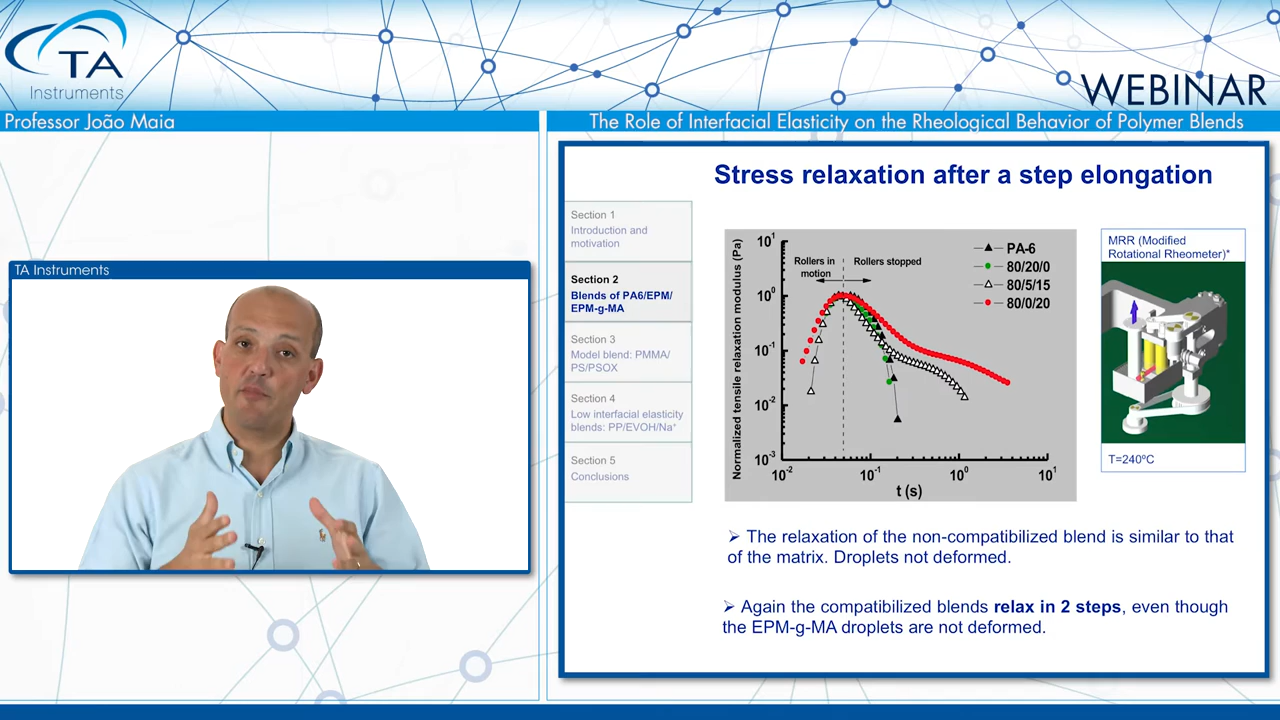 TA
Instruments
WEBINAR
Professor João Maia
The Role of Interfacial Elasticity on the Rheological Behavior of Polymer Blends
TA Instruments
Stress relaxation after a step elongation
Section 1
Introduction and
motivation
Section 2
Blends of PA6/EPM/
EPM-g-MA
Section 3
Model blend: PMMA/
PS/PSOX
Section 4
Low interfacial elasticity
blends: PP/EVOH/Na⁺
Section 5
Conclusions
Normalized tensile relaxation modulus (Pa)
10¹
10⁰
10⁻¹
10⁻²
10⁻³
Rollers in
motion
Rollers stopped
PA-6
80/20/0
80/5/15
80/0/20
10⁻² 10⁻¹ 10⁰ 10¹
t (s)
MRR (Modified
Rotational Rheometer)*
T=240ºC
➢ The relaxation of the non-compatibilized blend is similar to that
of the matrix. Droplets not deformed.
➢ Again the compatibilized blends relax in 2 steps, even though
the EPM-g-MA droplets are not deformed.